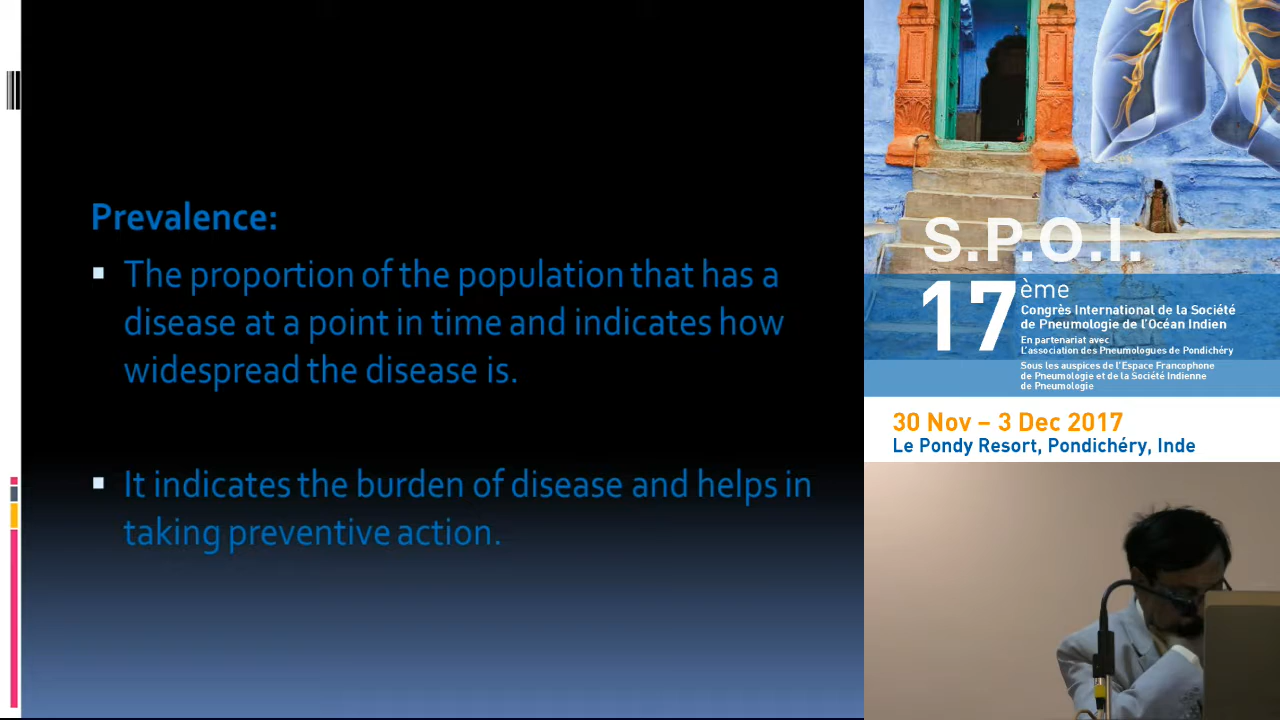 Prevalence:
The proportion of the population that has a
disease at a point in time and indicates how
widespread the disease is.
It indicates the burden of disease and helps in
taking preventive action.
S.P.O.I.
17ème
Congrès International de la Société
de Pneumologie de l'Océan Indien
En partenariat avec
L'association des Pneumologues de Pondichéry
Sous les auspices de l'Espace Francophone
de Pneumologie et de la Société Indienne
de Pneumologie
30 Nov – 3 Dec 2017
Le Pondy Resort, Pondichéry, Inde